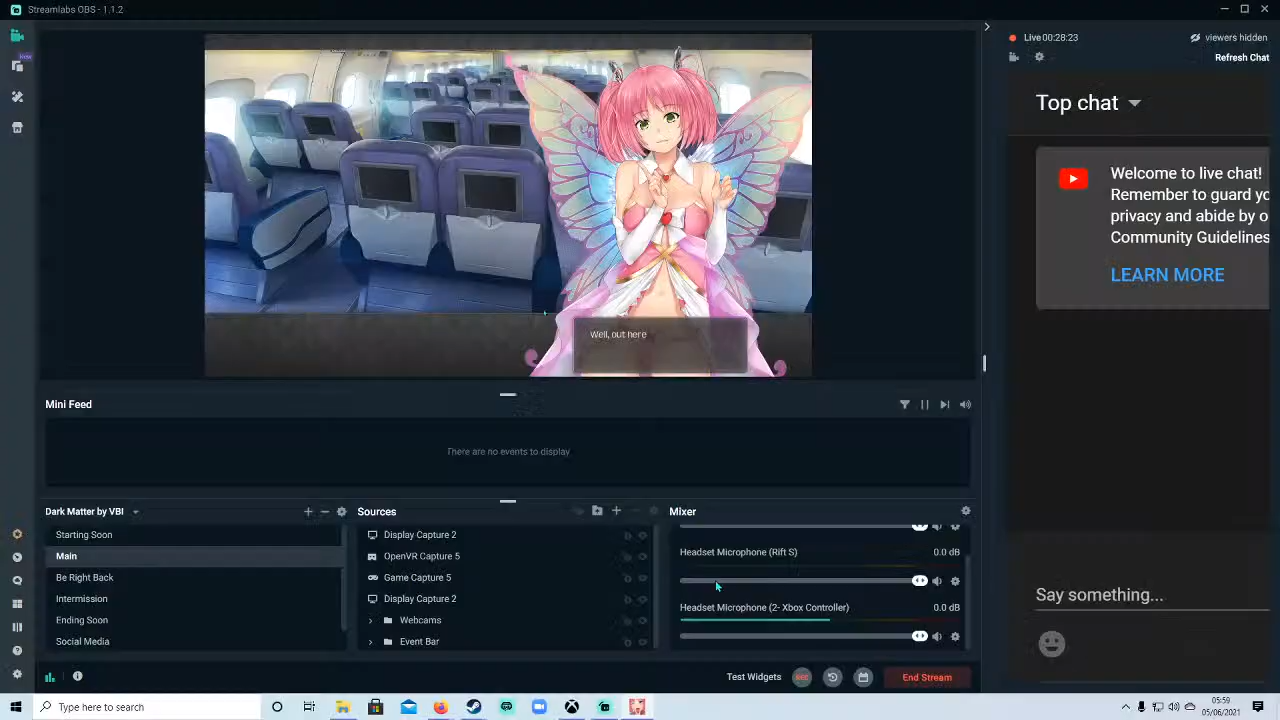 Streamlabs OBS - 1.1.2
Live 00:28:23
viewers hidden
Refresh Chat
Top chat
Welcome to live chat!
Remember to guard yo
privacy and abide by o
Community Guidelines
LEARN MORE
Well, out here
Mini Feed
There are no events to display
Dark Matter by VBI
Starting Soon
Main
Be Right Back
Intermission
Ending Soon
Social Media
Sources
Display Capture 2
OpenVR Capture 5
Game Capture 5
Display Capture 2
Webcams
Event Bar
Mixer
Headset Microphone (Rift S) 0.0 dB
Headset Microphone (2- Xbox Controller) 0.0 dB
Say something...
Test Widgets
REC
End Stream
Type here to search
05:59
05/06/2021